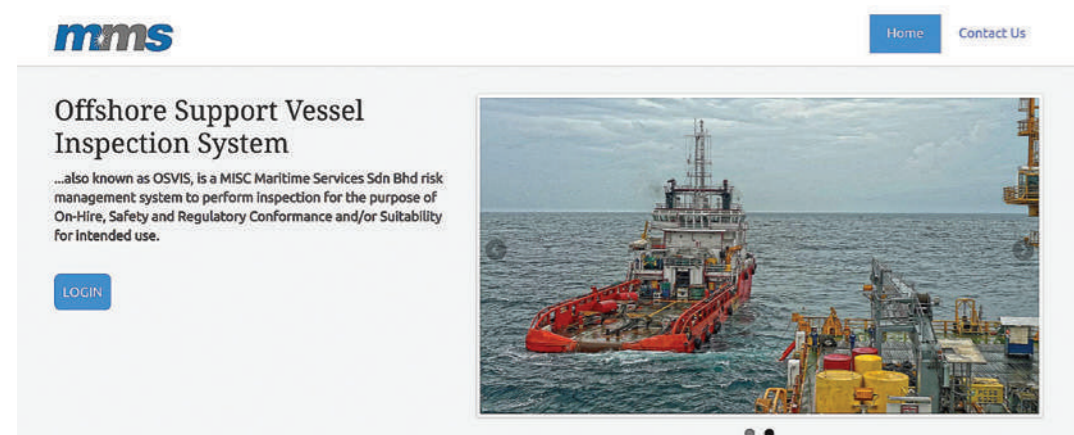 mms
Home
Contact Us
Offshore Support Vessel
Inspection System
...also known as OSVIS, is a MISC Maritime Services Sdn Bhd risk
management system to perform inspection for the purpose of
On-Hire, Safety and Regulatory Conformance and/or Suitability
for intended use.
LOGIN